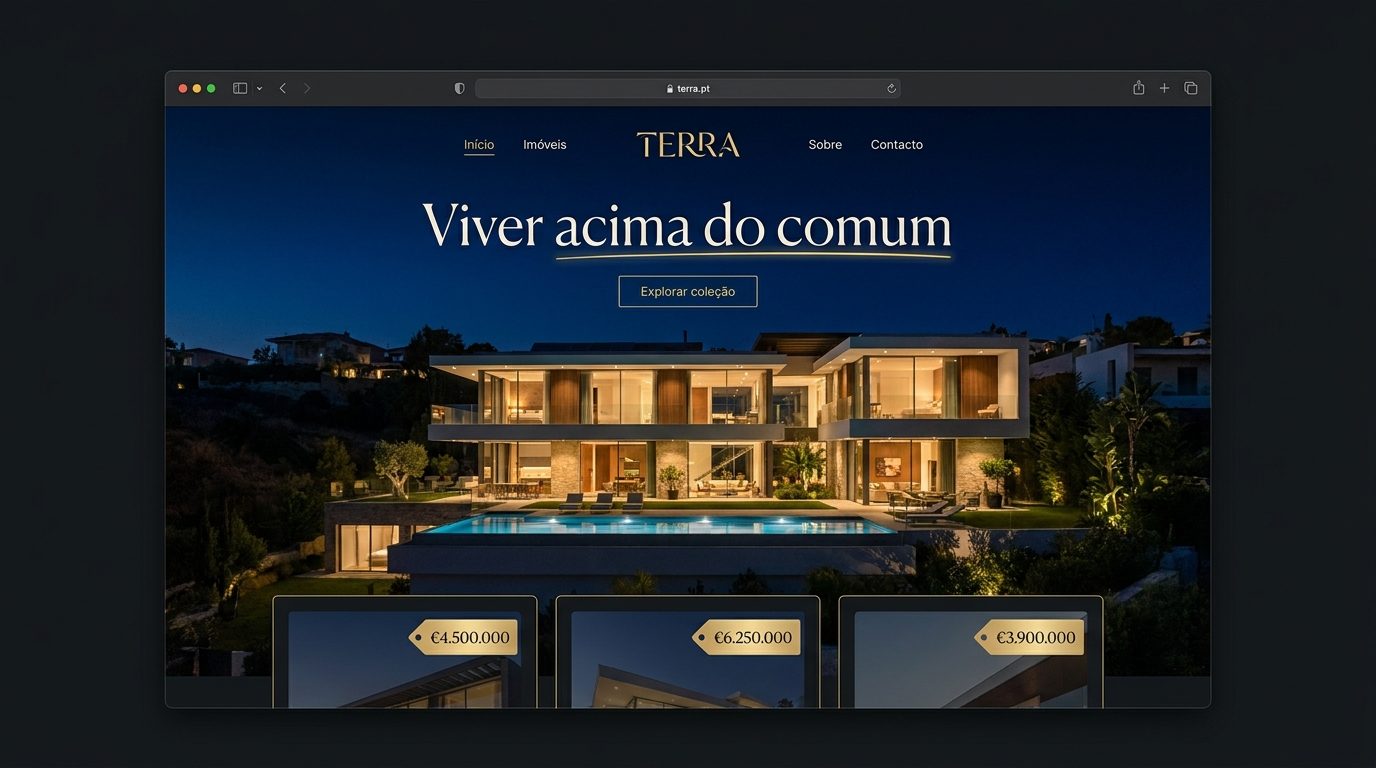 terra.pt
Início Imóveis TERRA Sobre Contacto
Viver acima do comum
Explorar coleção
€4.500.000 €6.250.000 €3.900.000